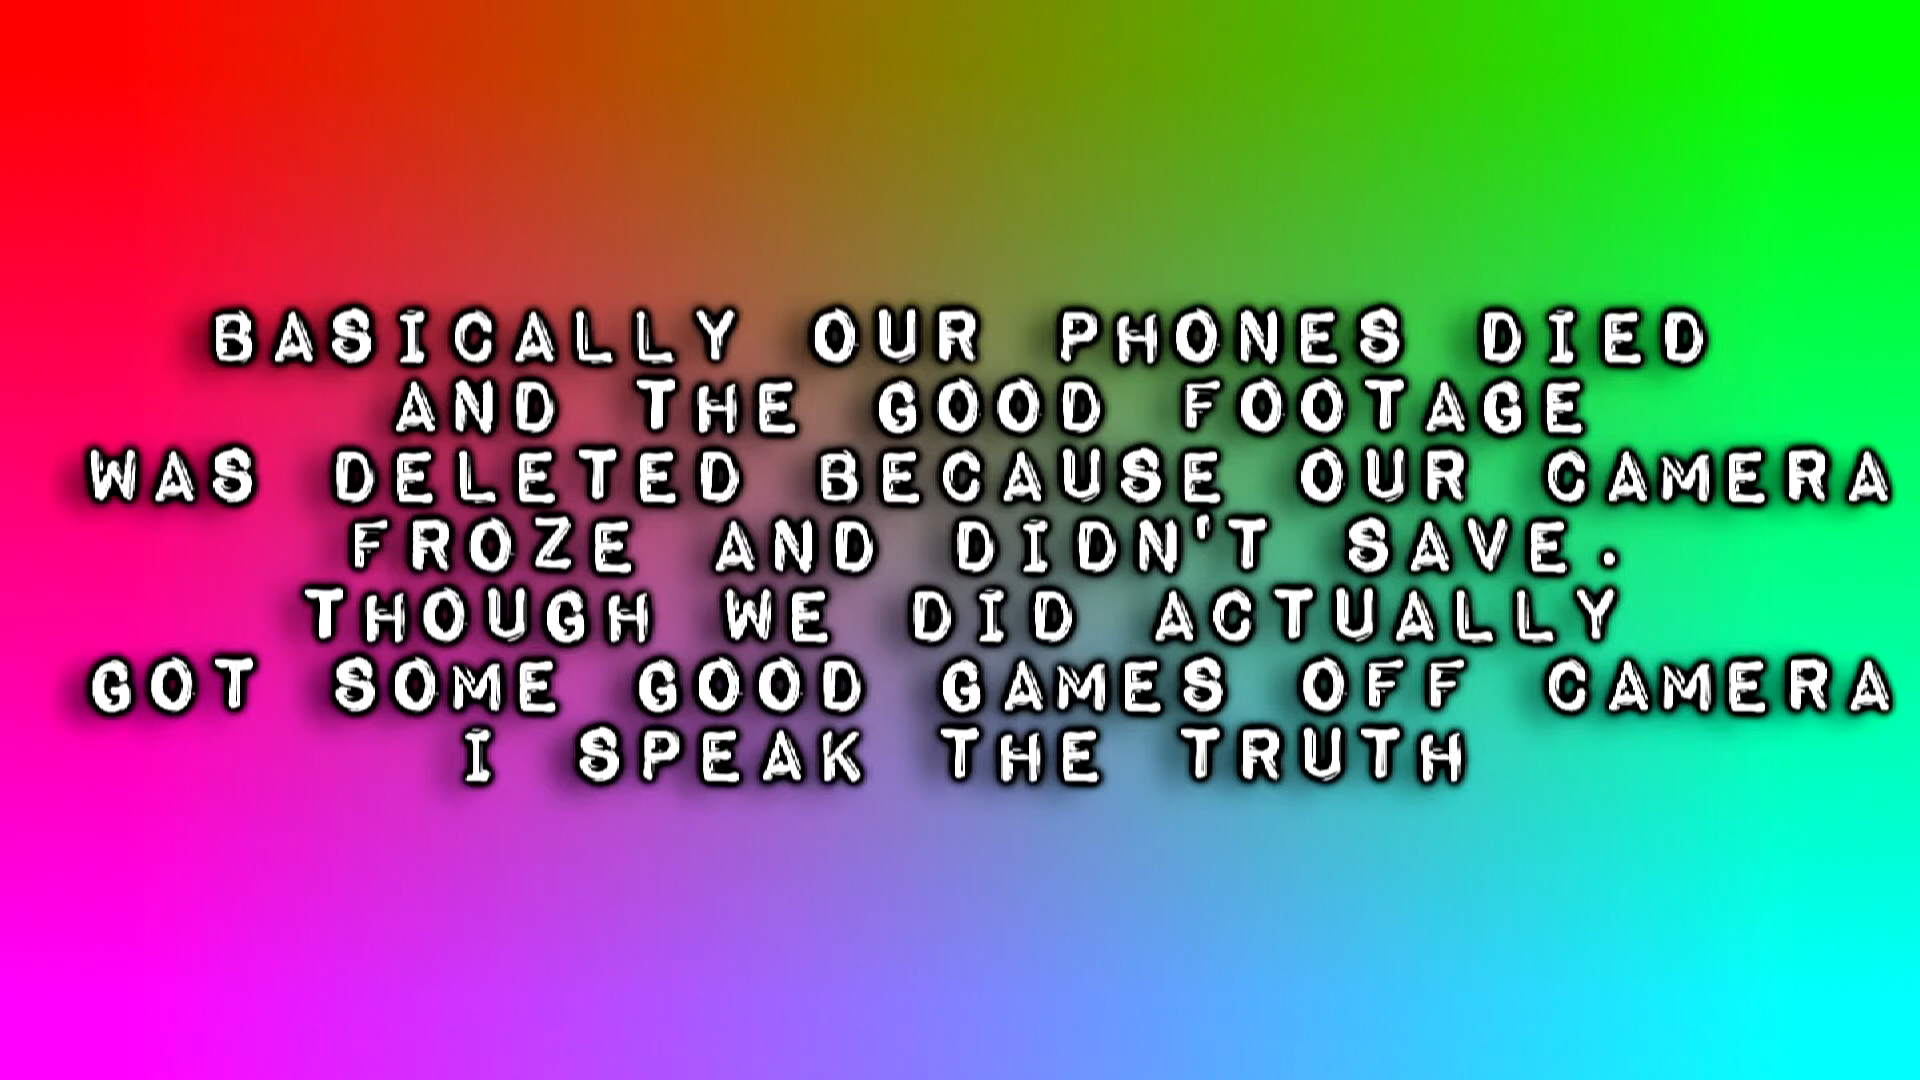 BASICALLY OUR PHONES DIED
AND THE GOOD FOOTAGE
WAS DELETED BECAUSE OUR CAMERA
FROZE AND DIDN'T SAVE.
THOUGH WE DID ACTUALLY
GOT SOME GOOD GAMES OFF CAMERA
I SPEAK THE TRUTH